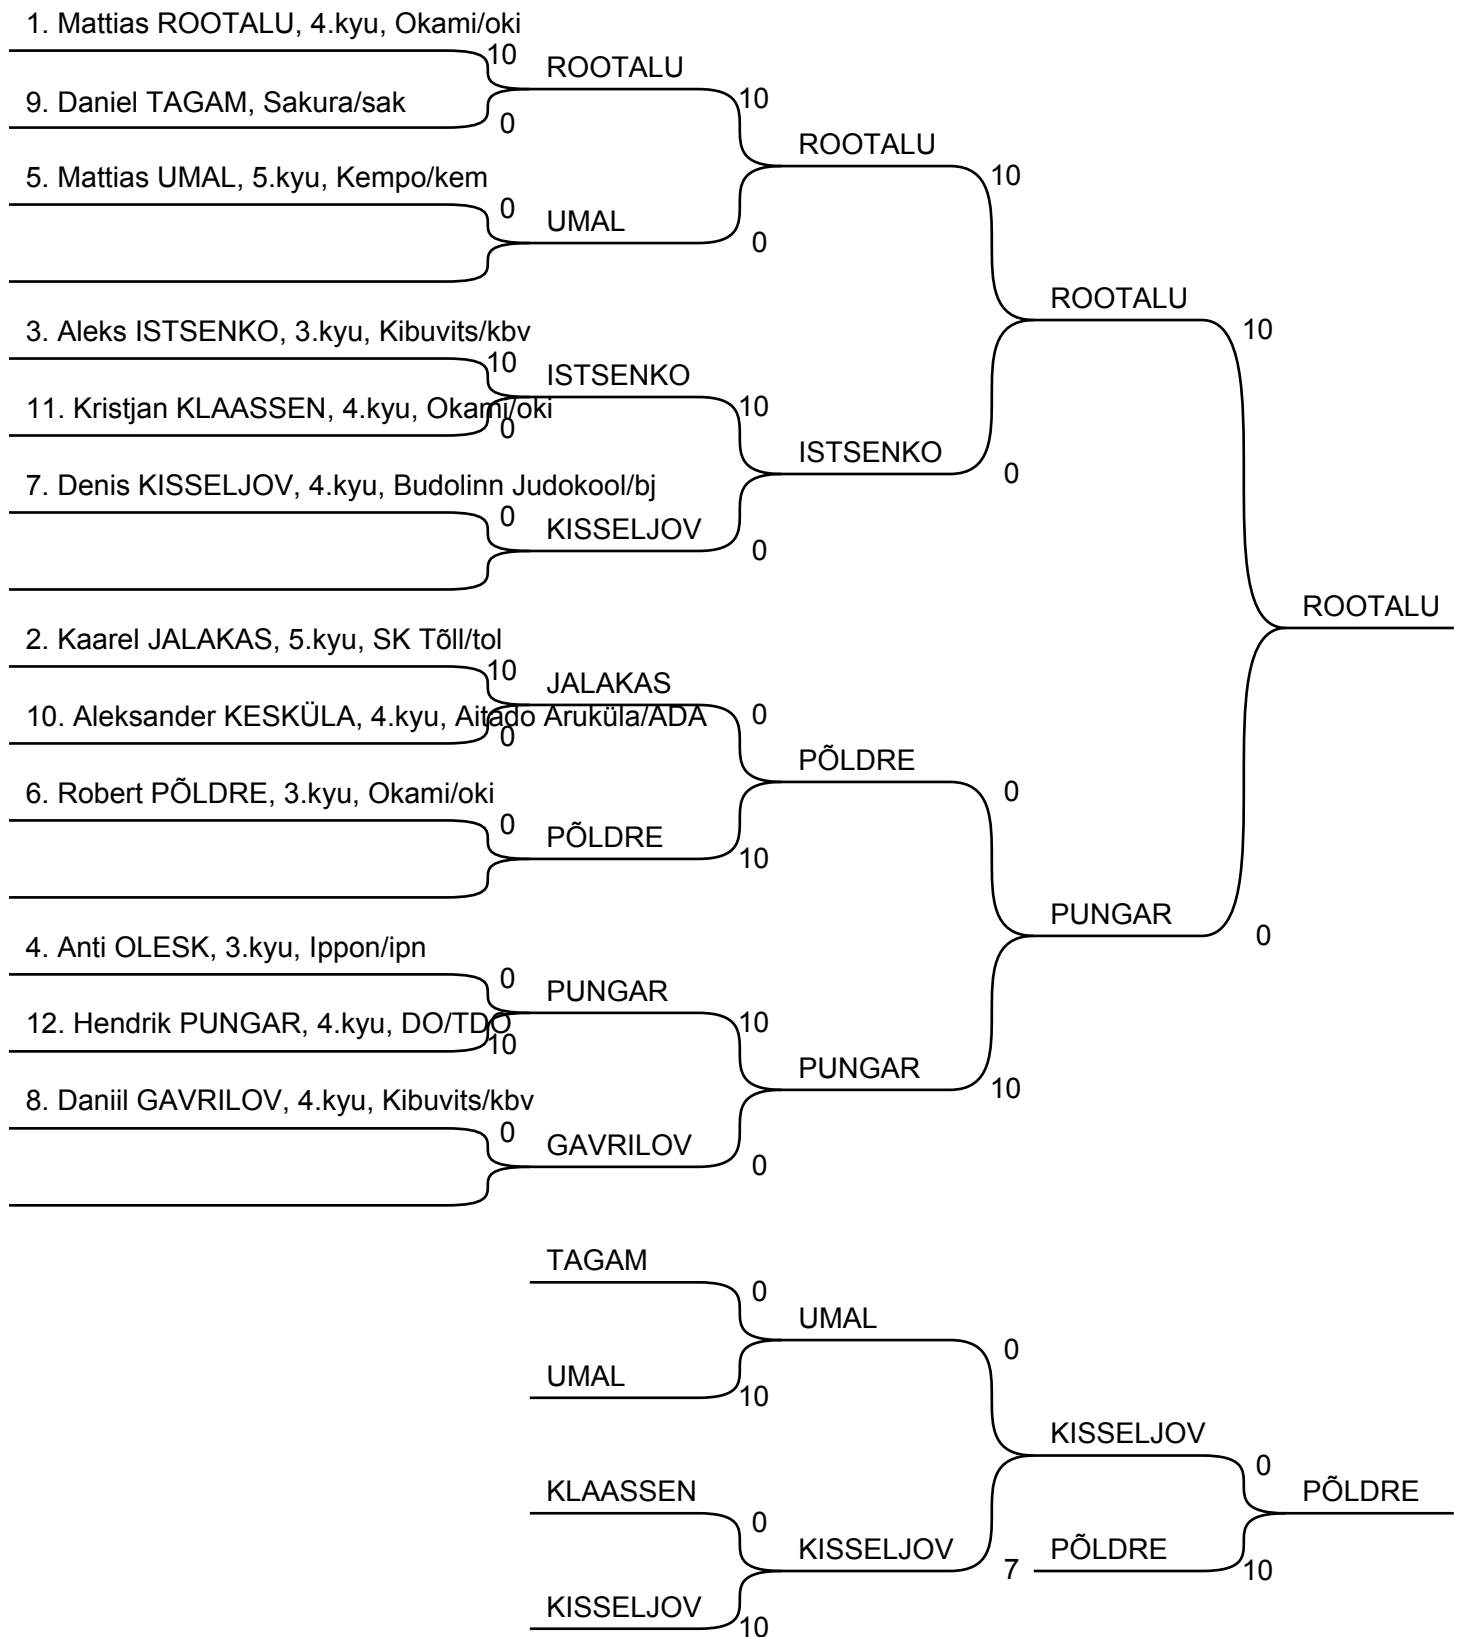 1. Mattias ROOTALU, 4.kyu, Okami/oki
10
ROOTALU
10
9. Daniel TAGAM, Sakura/sak
0
ROOTALU
10
5. Mattias UMAL, 5.kyu, Kempo/kem
0
UMAL
0
ROOTALU
10
3. Aleks ISTSENKO, 3.kyu, Kibuvits/kbv
10
ISTSENKO
10
11. Kristjan KLAASSEN, 4.kyu, Okami/oki
0
ISTSENKO
0
7. Denis KISSELJOV, 4.kyu, Budolinn Judokool/bj
0
KISSELJOV
0
ROOTALU
2. Kaarel JALAKAS, 5.kyu, SK Tõll/tol
10
JALAKAS
0
10. Aleksander KESKÜLA, 4.kyu, Aitado Aruküla/ADA
0
PÕLDRE
0
6. Robert PÕLDRE, 3.kyu, Okami/oki
0
PÕLDRE
10
PUNGAR
0
4. Anti OLESK, 3.kyu, Ippon/ipn
0
PUNGAR
10
12. Hendrik PUNGAR, 4.kyu, DO/TDO
10
PUNGAR
10
8. Daniil GAVRILOV, 4.kyu, Kibuvits/kbv
0
GAVRILOV
0
TAGAM
0
UMAL
0
UMAL
10
KISSELJOV
0
KLAASSEN
0
PÕLDRE
KISSELJOV
7
PÕLDRE
10
KISSELJOV
10